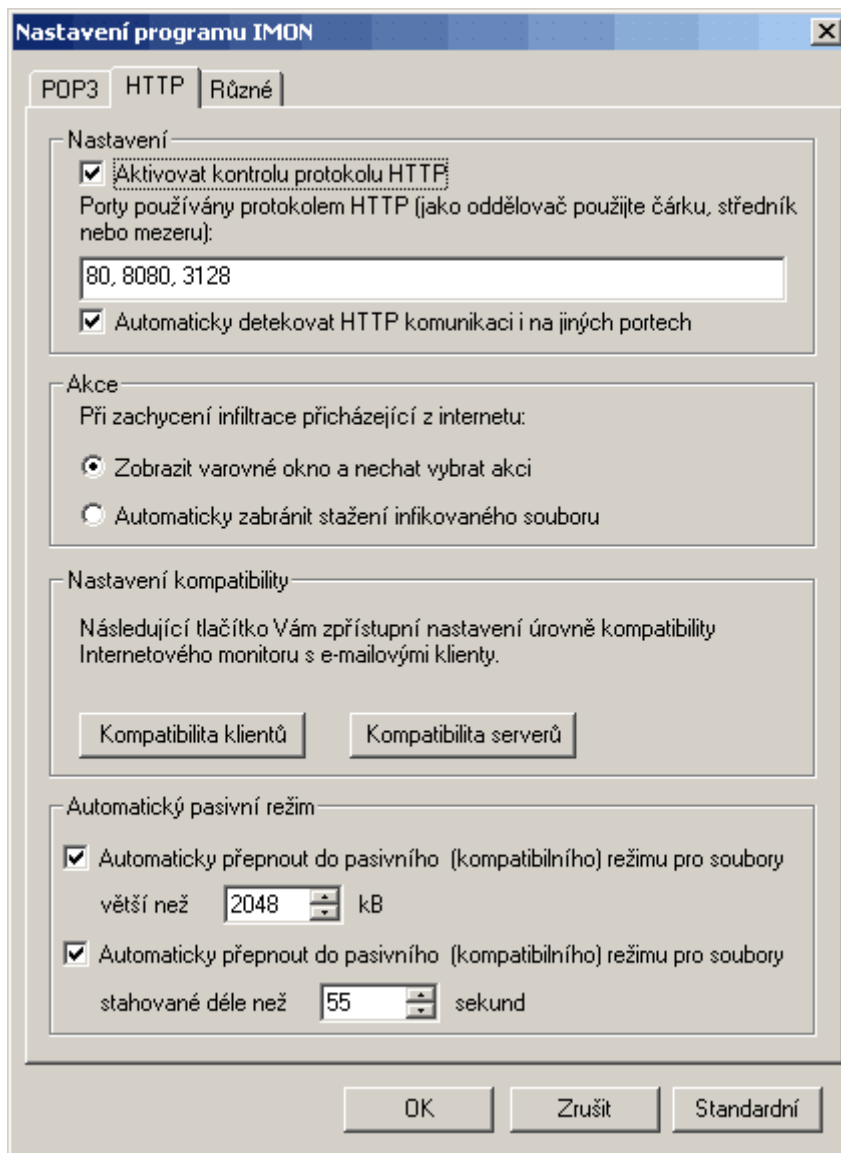 Nastavení programu IMON
POP3 HTTP Různé
Nastavení
Aktivovat kontrolu protokolu HTTP
Porty používány protokolem HTTP (jako oddělovač použijte čárku, středník
nebo mezeru):
80, 8080, 3128
Automaticky detekovat HTTP komunikaci i na jiných portech
Akce
Při zachycení infiltrace přicházející z internetu:
Zobrazit varovné okno a nechat vybrat akci
Automaticky zabránit stažení infikovaného souboru
Nastavení kompatibility
Následující tlačítko Vám zpřístupní nastavení úrovně kompatibility
Internetového monitoru s e-mailovými klienty.
Kompatibilita klientů Kompatibilita serverů
Automatický pasivní režim
Automaticky přepnout do pasivního (kompatibilního) režimu pro soubory
větší než 2048 kB
Automaticky přepnout do pasivního (kompatibilního) režimu pro soubory
stahované déle než 55 sekund
OK Zrušit Standardní